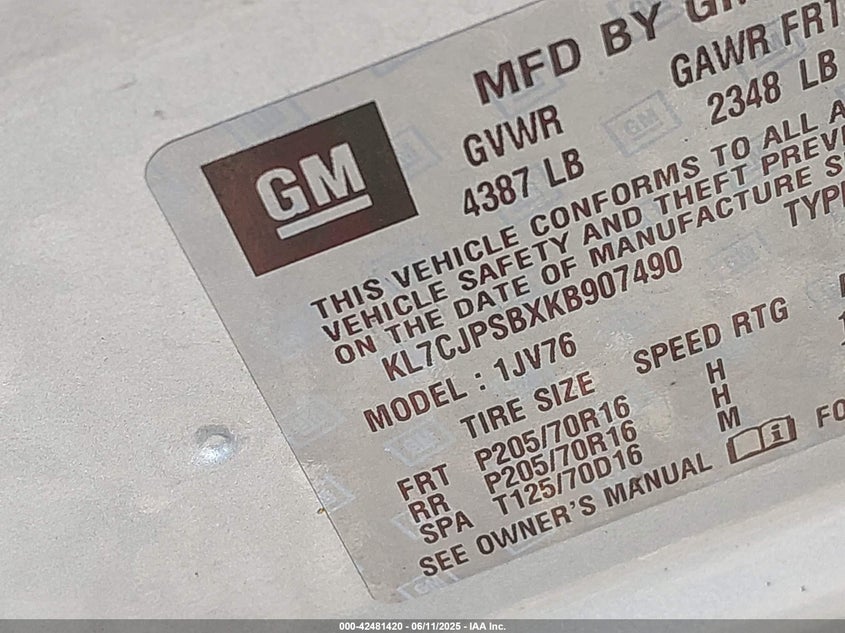 MFD BY GM
GM
GVWR GAWR FRT
4387 LB 2348 LB
THIS VEHICLE CONFORMS TO ALL A
VEHICLE SAFETY AND THEFT PREV
ON THE DATE OF MANUFACTURE S
KL7CJPSBXKB907490 TYP
MODEL : 1JV76
TIRE SIZE SPEED RTG
FRT P205/70R16 H
RR P205/70R16 H
SPA T125/70D16 M
SEE OWNER'S MANUAL FO
000-42481420 - 06/11/2025 - IAA Inc.